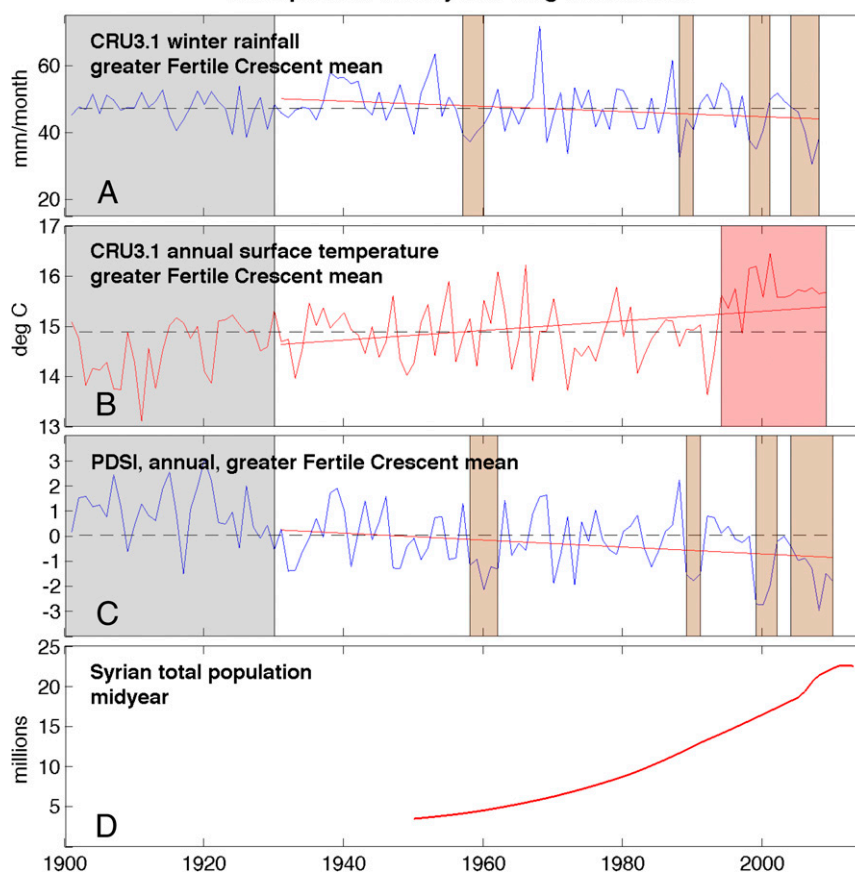 CRU3.1 winter rainfall
greater Fertile Crescent mean
mm/month
60
40
20
A
CRU3.1 annual surface temperature
greater Fertile Crescent mean
deg C
17
16
15
14
13
B
PDSI, annual, greater Fertile Crescent mean
3
2
1
0
-1
-2
-3
C
Syrian total population
midyear
millions
25
20
15
10
5
D
1900 1920 1940 1960 1980 2000